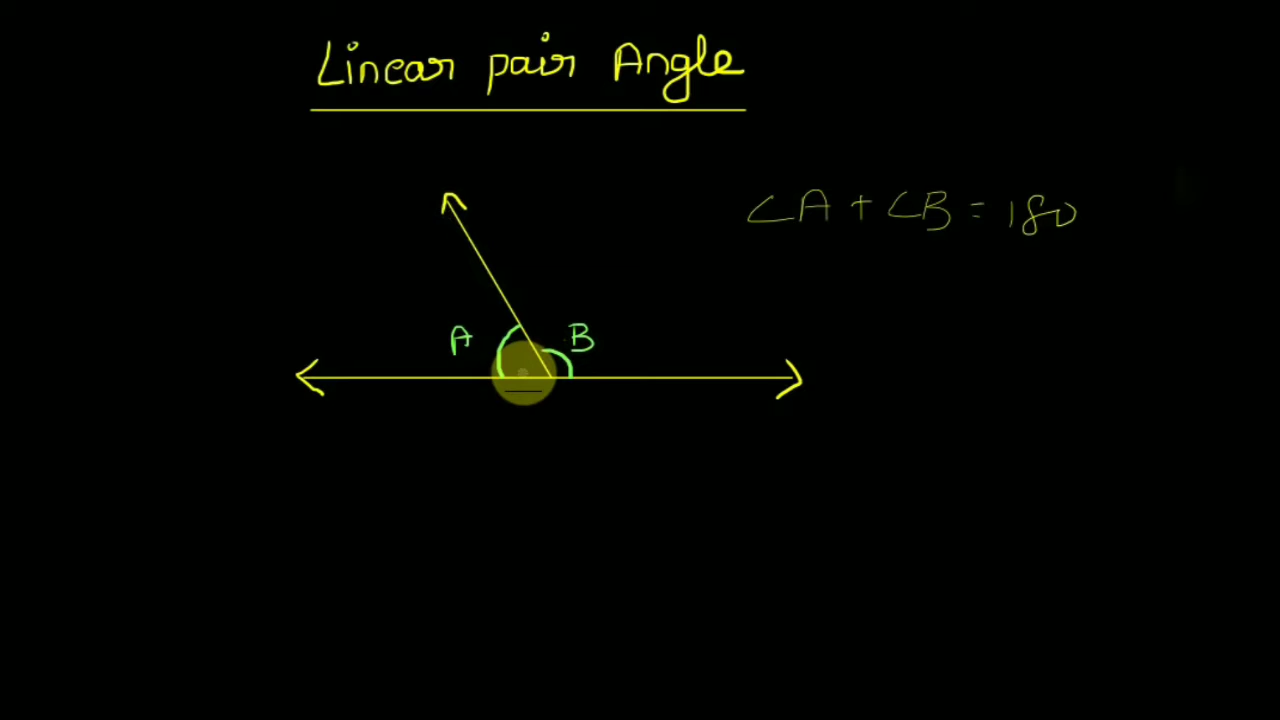 Linear pair Angle
∠A + ∠B = 180
A B